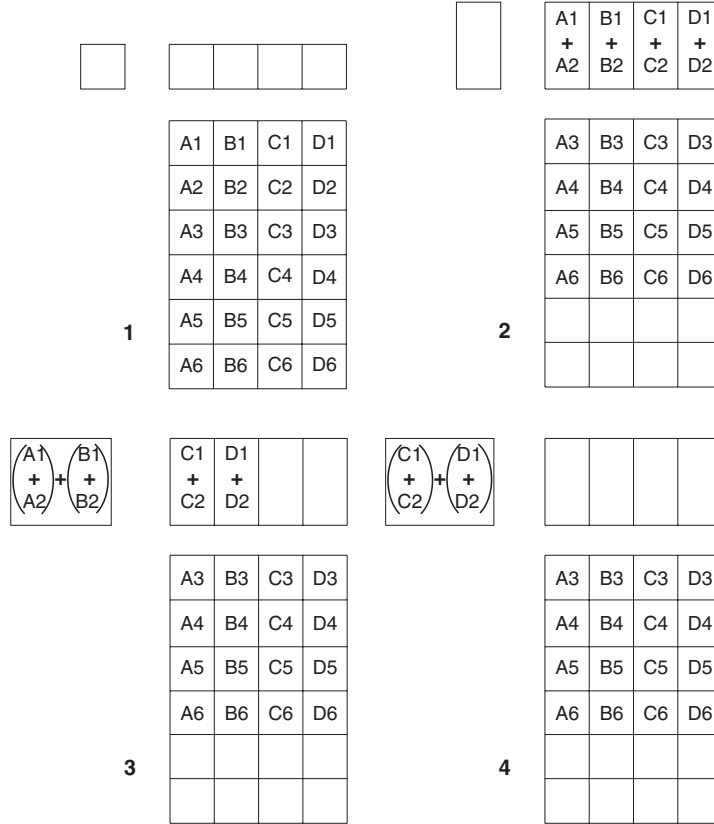 A1 B1 C1 D1
A2 B2 C2 D2
A3 B3 C3 D3
A4 B4 C4 D4
A5 B5 C5 D5
A6 B6 C6 D6
1
A1 B1 C1 D1
+ + + +
A2 B2 C2 D2
A3 B3 C3 D3
A4 B4 C4 D4
A5 B5 C5 D5
A6 B6 C6 D6
2
(A1) (B1)
+ + +
A2 B2
C1 D1
+ +
C2 D2
A3 B3 C3 D3
A4 B4 C4 D4
A5 B5 C5 D5
A6 B6 C6 D6
3
(C1) (D1)
+ + +
C2 D2
A3 B3 C3 D3
A4 B4 C4 D4
A5 B5 C5 D5
A6 B6 C6 D6
4